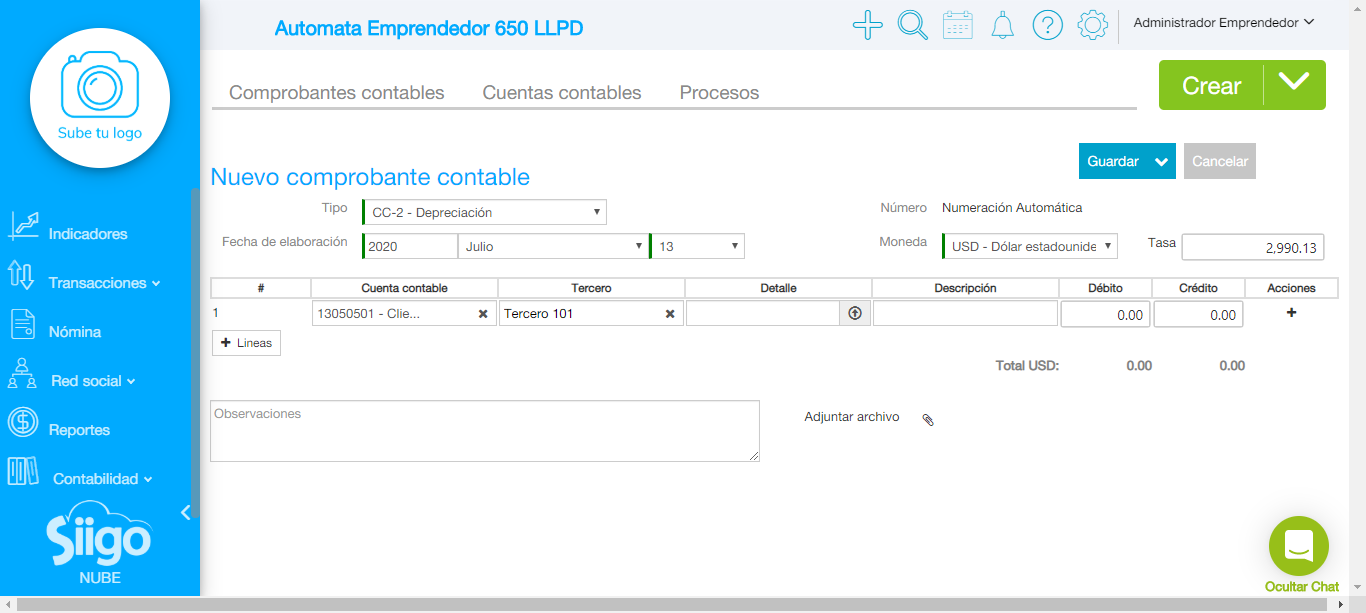 Automata Emprendedor 650 LLPD
Administrador Emprendedor
Sube tu logo
Comprobantes contables Cuentas contables Procesos
Crear
Guardar Cancelar
Nuevo comprobante contable
Tipo CC-2 - Depreciación Número Numeración Automática
Fecha de elaboración 2020 Julio 13 Moneda USD - Dólar estadounide Tasa 2,990.13
# Cuenta contable Tercero Detalle Descripción Débito Crédito Acciones
1 13050501 - Clie... Tercero 101 0.00 0.00
Lineas
Total USD: 0.00 0.00
Observaciones
Adjuntar archivo
Indicadores
Transacciones
Nómina
Red social
Reportes
Contabilidad
Siigo
NUBE
Ocultar Chat